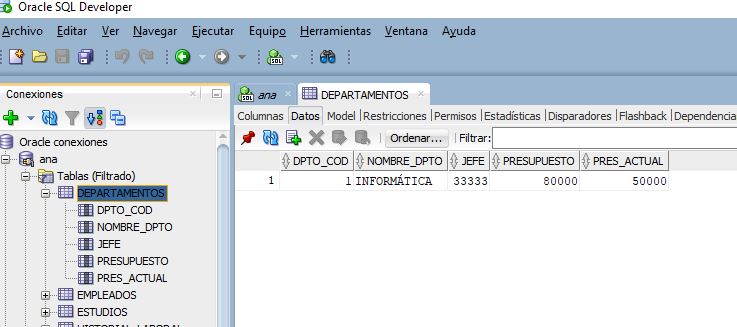 Oracle SQL Developer
Archivo Editar Ver Navegar Ejecutar Equipo Herramientas Ventana Ayuda
Conexiones
Oracle conexiones
ana
Tablas (Filtrado)
DEPARTAMENTOS
DPTO_COD
NOMBRE_DPTO
JEFE
PRESUPUESTO
PRES_ACTUAL
EMPLEADOS
ESTUDIOS
HISTORIAL_LABORAL
ana DEPARTAMENTOS
Columnas Datos Model Restricciones Permisos Estadísticas Disparadores Flashback Dependencia
Ordenar... Filtrar:
DPTO_COD NOMBRE_DPTO JEFE PRESUPUESTO PRES_ACTUAL
1 1 INFORMÁTICA 33333 80000 50000